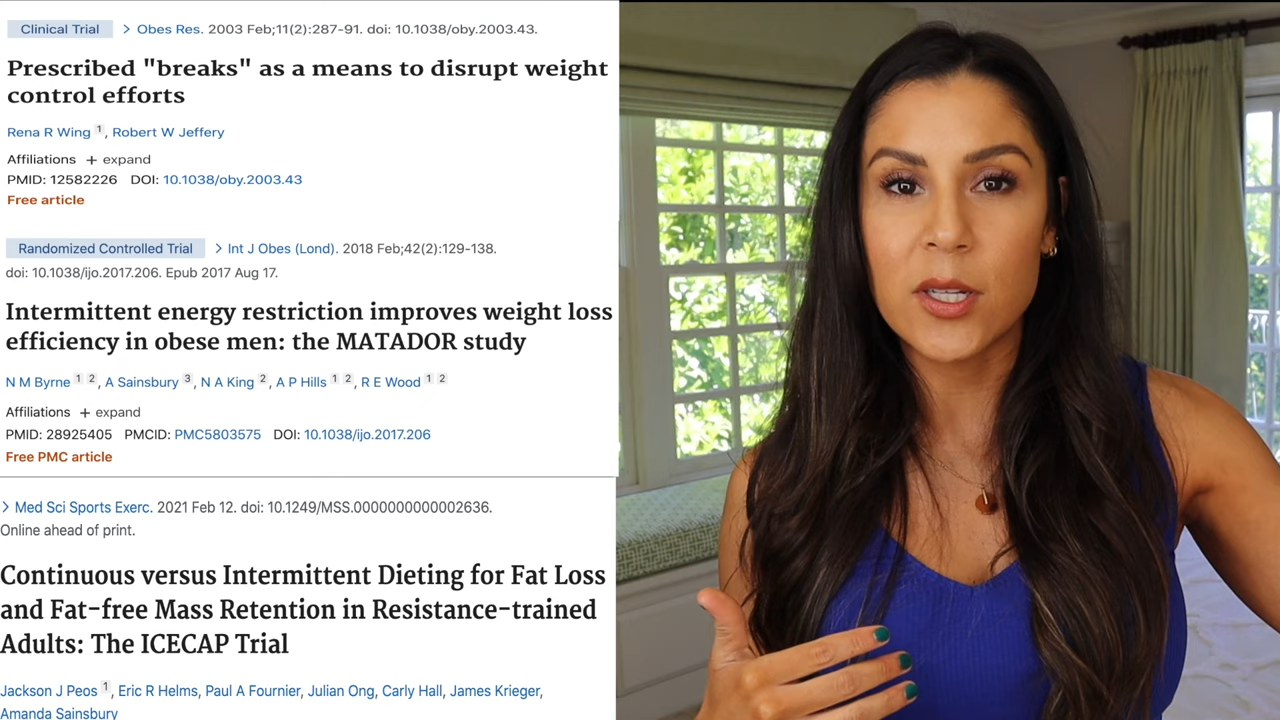 Clinical Trial > Obes Res. 2003 Feb;11(2):287-91. doi: 10.1038/oby.2003.43.
Prescribed "breaks" as a means to disrupt weight
control efforts
Rena R Wing 1, Robert W Jeffery
Affiliations + expand
PMID: 12582226 DOI: 10.1038/oby.2003.43
Free article
Randomized Controlled Trial > Int J Obes (Lond). 2018 Feb;42(2):129-138.
doi: 10.1038/ijo.2017.206. Epub 2017 Aug 17.
Intermittent energy restriction improves weight loss
efficiency in obese men: the MATADOR study
N M Byrne 1 2, A Sainsbury 3, N A King 2, A P Hills 1 2, R E Wood 1 2
Affiliations + expand
PMID: 28925405 PMCID: PMC5803575 DOI: 10.1038/ijo.2017.206
Free PMC article
> Med Sci Sports Exerc. 2021 Feb 12. doi: 10.1249/MSS.0000000000002636.
Online ahead of print.
Continuous versus Intermittent Dieting for Fat Loss
and Fat-free Mass Retention in Resistance-trained
Adults: The ICECAP Trial
Jackson J Peos 1, Eric R Helms, Paul A Fournier, Julian Ong, Carly Hall, James Krieger,
Amanda Sainsbury